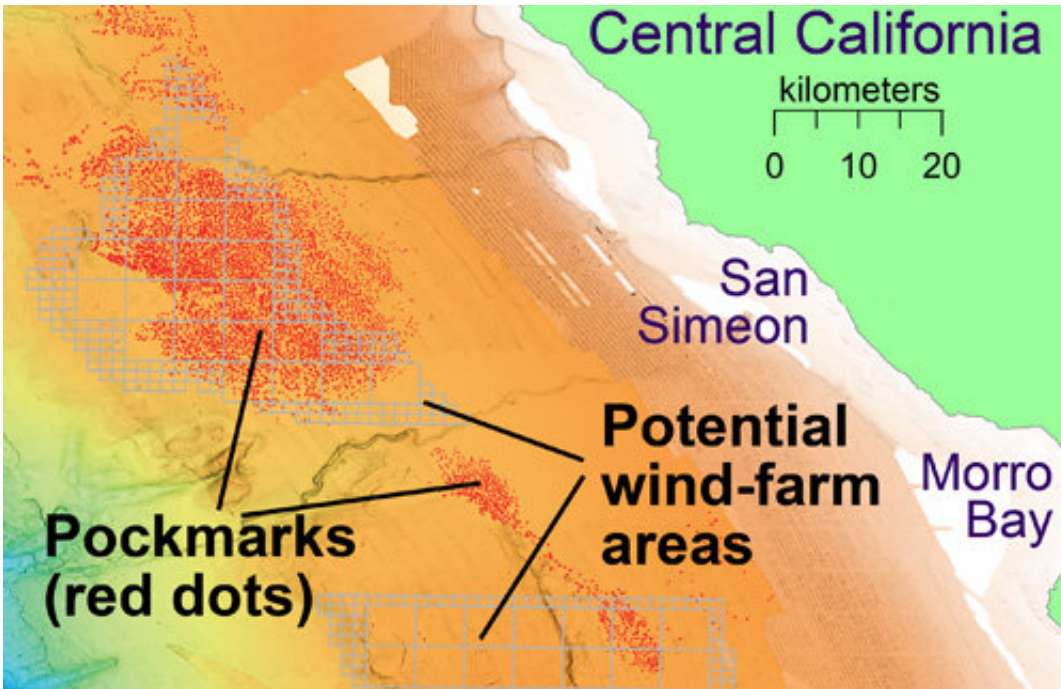 Central California
kilometers
0 10 20
San
Simeon
Potential
wind-farm
areas
Morro
Bay
Pockmarks
(red dots)